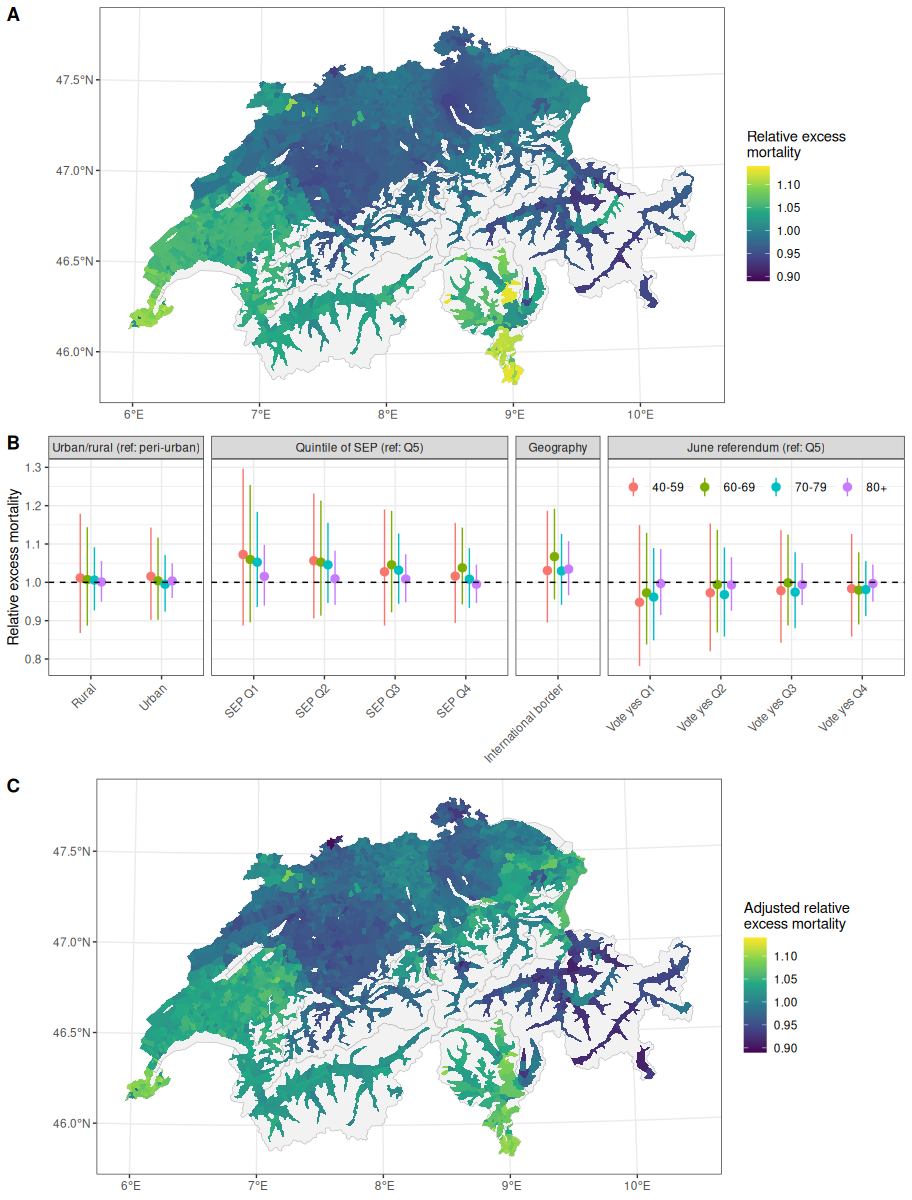 A
47.5°N
47.0°N
46.5°N
46.0°N
6°E 7°E 8°E 9°E 10°E
Relative excess
mortality
1.10
1.05
1.00
0.95
0.90
B
Urban/rural (ref: peri-urban) Quintile of SEP (ref: Q5) Geography June referendum (ref: Q5)
Relative excess mortality
1.3
1.2
1.1
1.0
0.9
0.8
40-59 60-69 70-79 80+
Rural Urban SEP Q1 SEP Q2 SEP Q3 SEP Q4 International border Vote yes Q1 Vote yes Q2 Vote yes Q3 Vote yes Q4
C
47.5°N
47.0°N
46.5°N
46.0°N
6°E 7°E 8°E 9°E 10°E
Adjusted relative
excess mortality
1.10
1.05
1.00
0.95
0.90